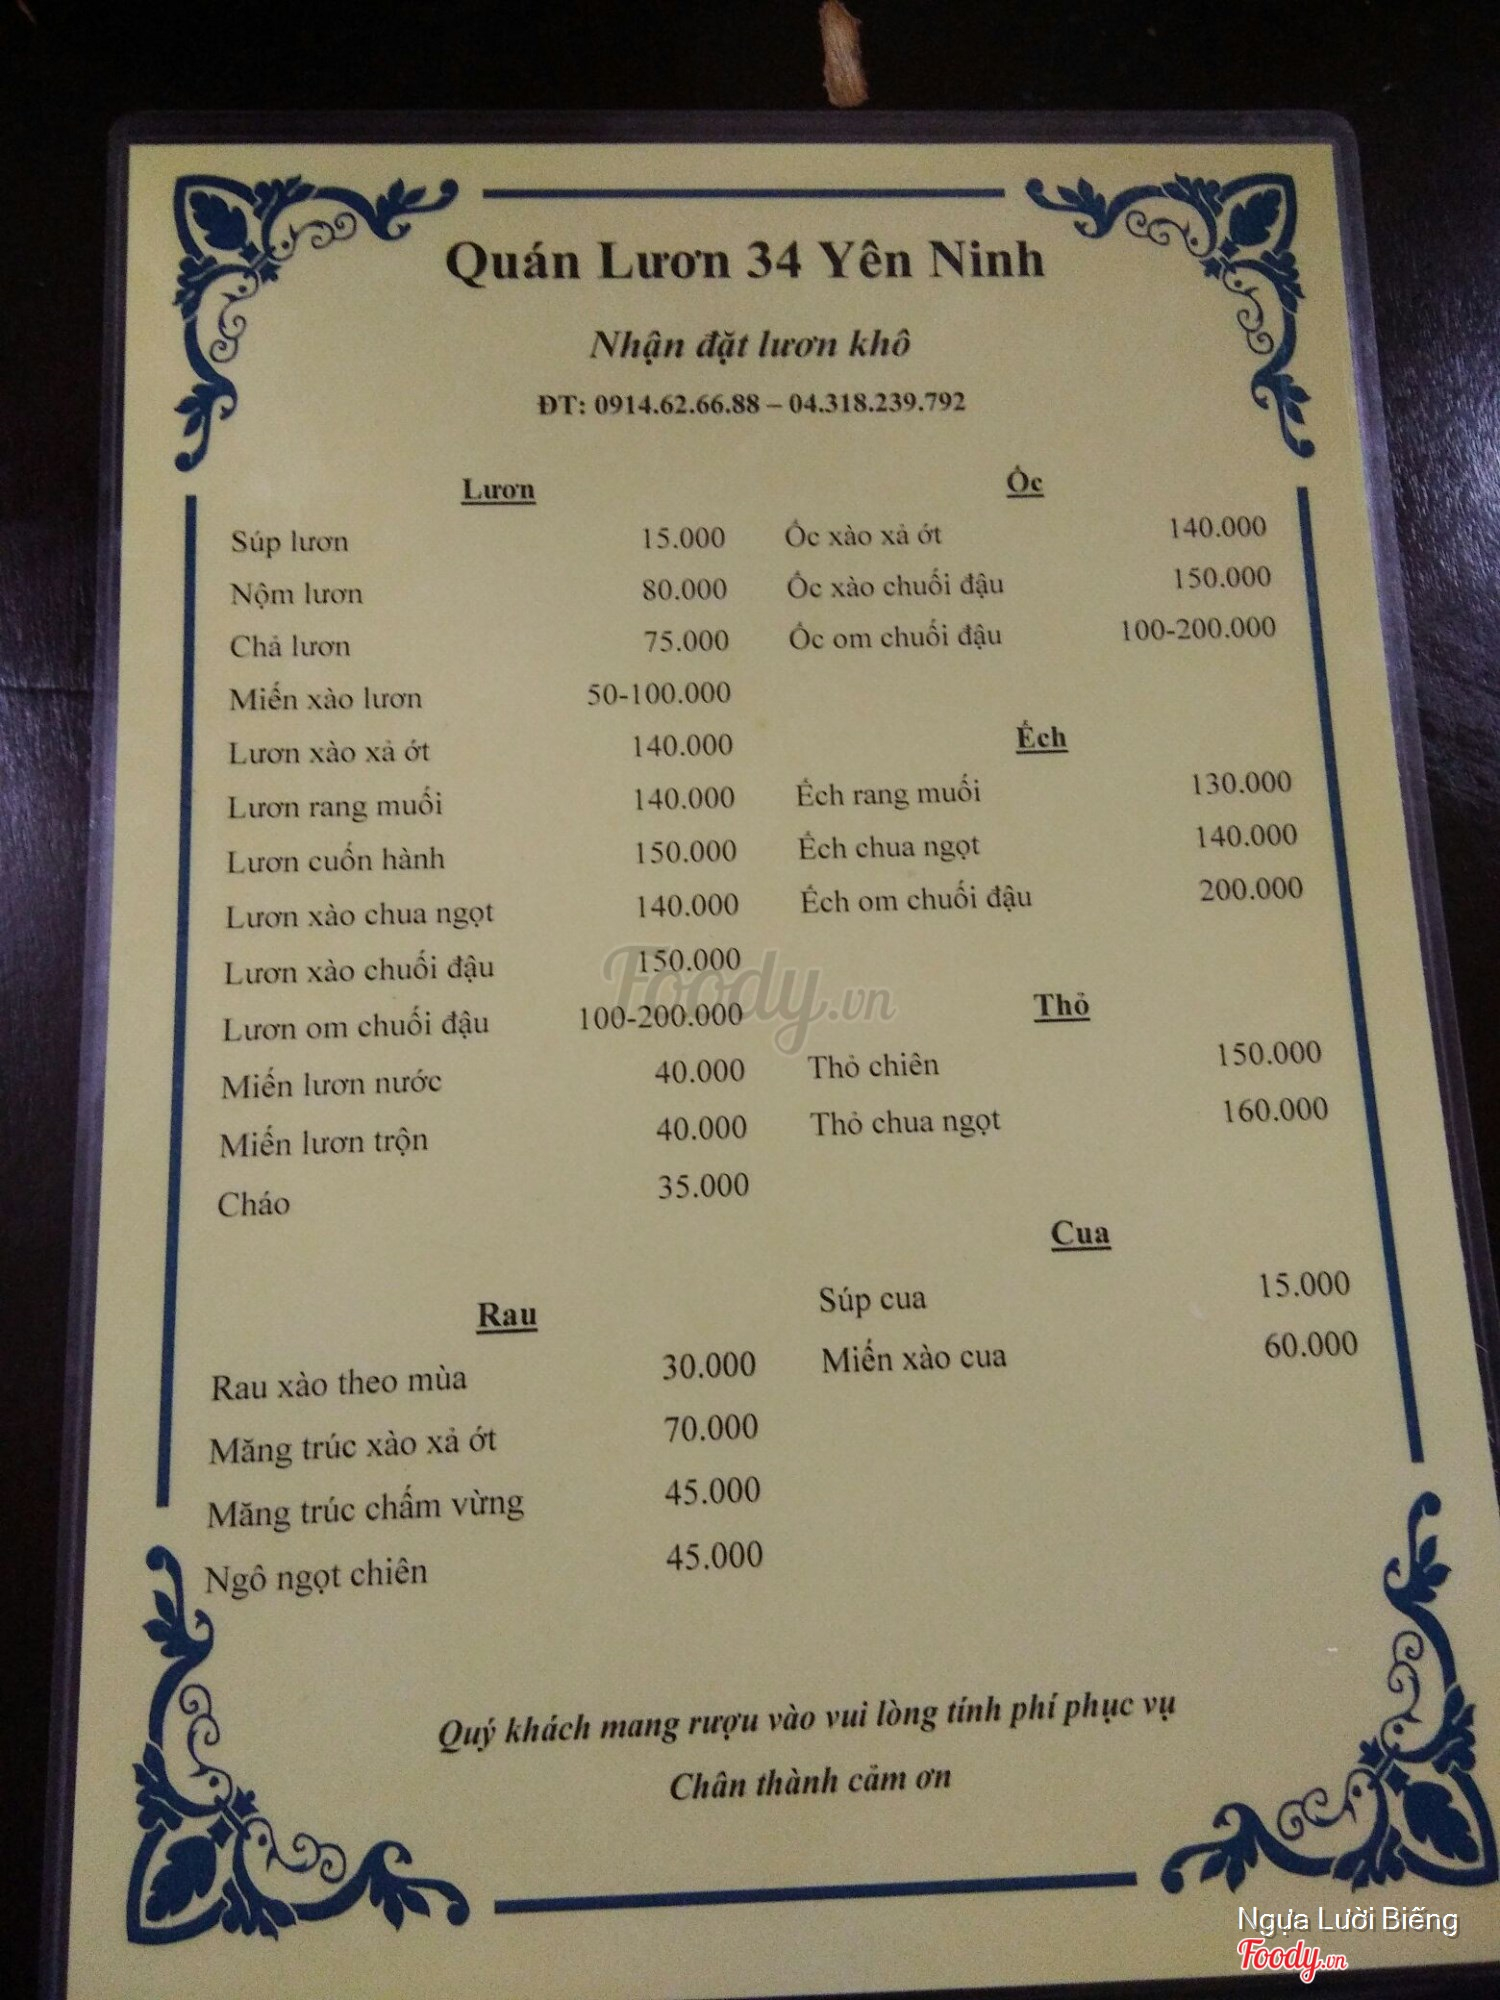 Quán Lươn 34 Yên Ninh
Nhận đặt lươn khô
ĐT: 0914.62.66.88 – 04.318.239.792
Lươn
Súp lươn 15.000
Nộm lươn 80.000
Chả lươn 75.000
Miến xào lươn 50-100.000
Lươn xào xả ớt 140.000
Lươn rang muối 140.000
Lươn cuốn hành 150.000
Lươn xào chua ngọt 140.000
Lươn xào chuối đậu 150.000
Lươn om chuối đậu 100-200.000
Miến lươn nước 40.000
Miến lươn trộn 40.000
Cháo 35.000
Rau
Rau xào theo mùa 30.000
Măng trúc xào xả ớt 70.000
Măng trúc chấm vừng 45.000
Ngô ngọt chiên 45.000
Ốc
Ốc xào xả ớt 140.000
Ốc xào chuối đậu 150.000
Ốc om chuối đậu 100-200.000
Ếch
Ếch rang muối 130.000
Ếch chua ngọt 140.000
Ếch om chuối đậu 200.000
Thỏ
Thỏ chiên 150.000
Thỏ chua ngọt 160.000
Cua
Súp cua 15.000
Miến xào cua 60.000
Foody.vn
Quý khách mang rượu vào vui lòng tính phí phục vụ
Chân thành cảm ơn
Ngựa Lười Biếng
Foody.vn